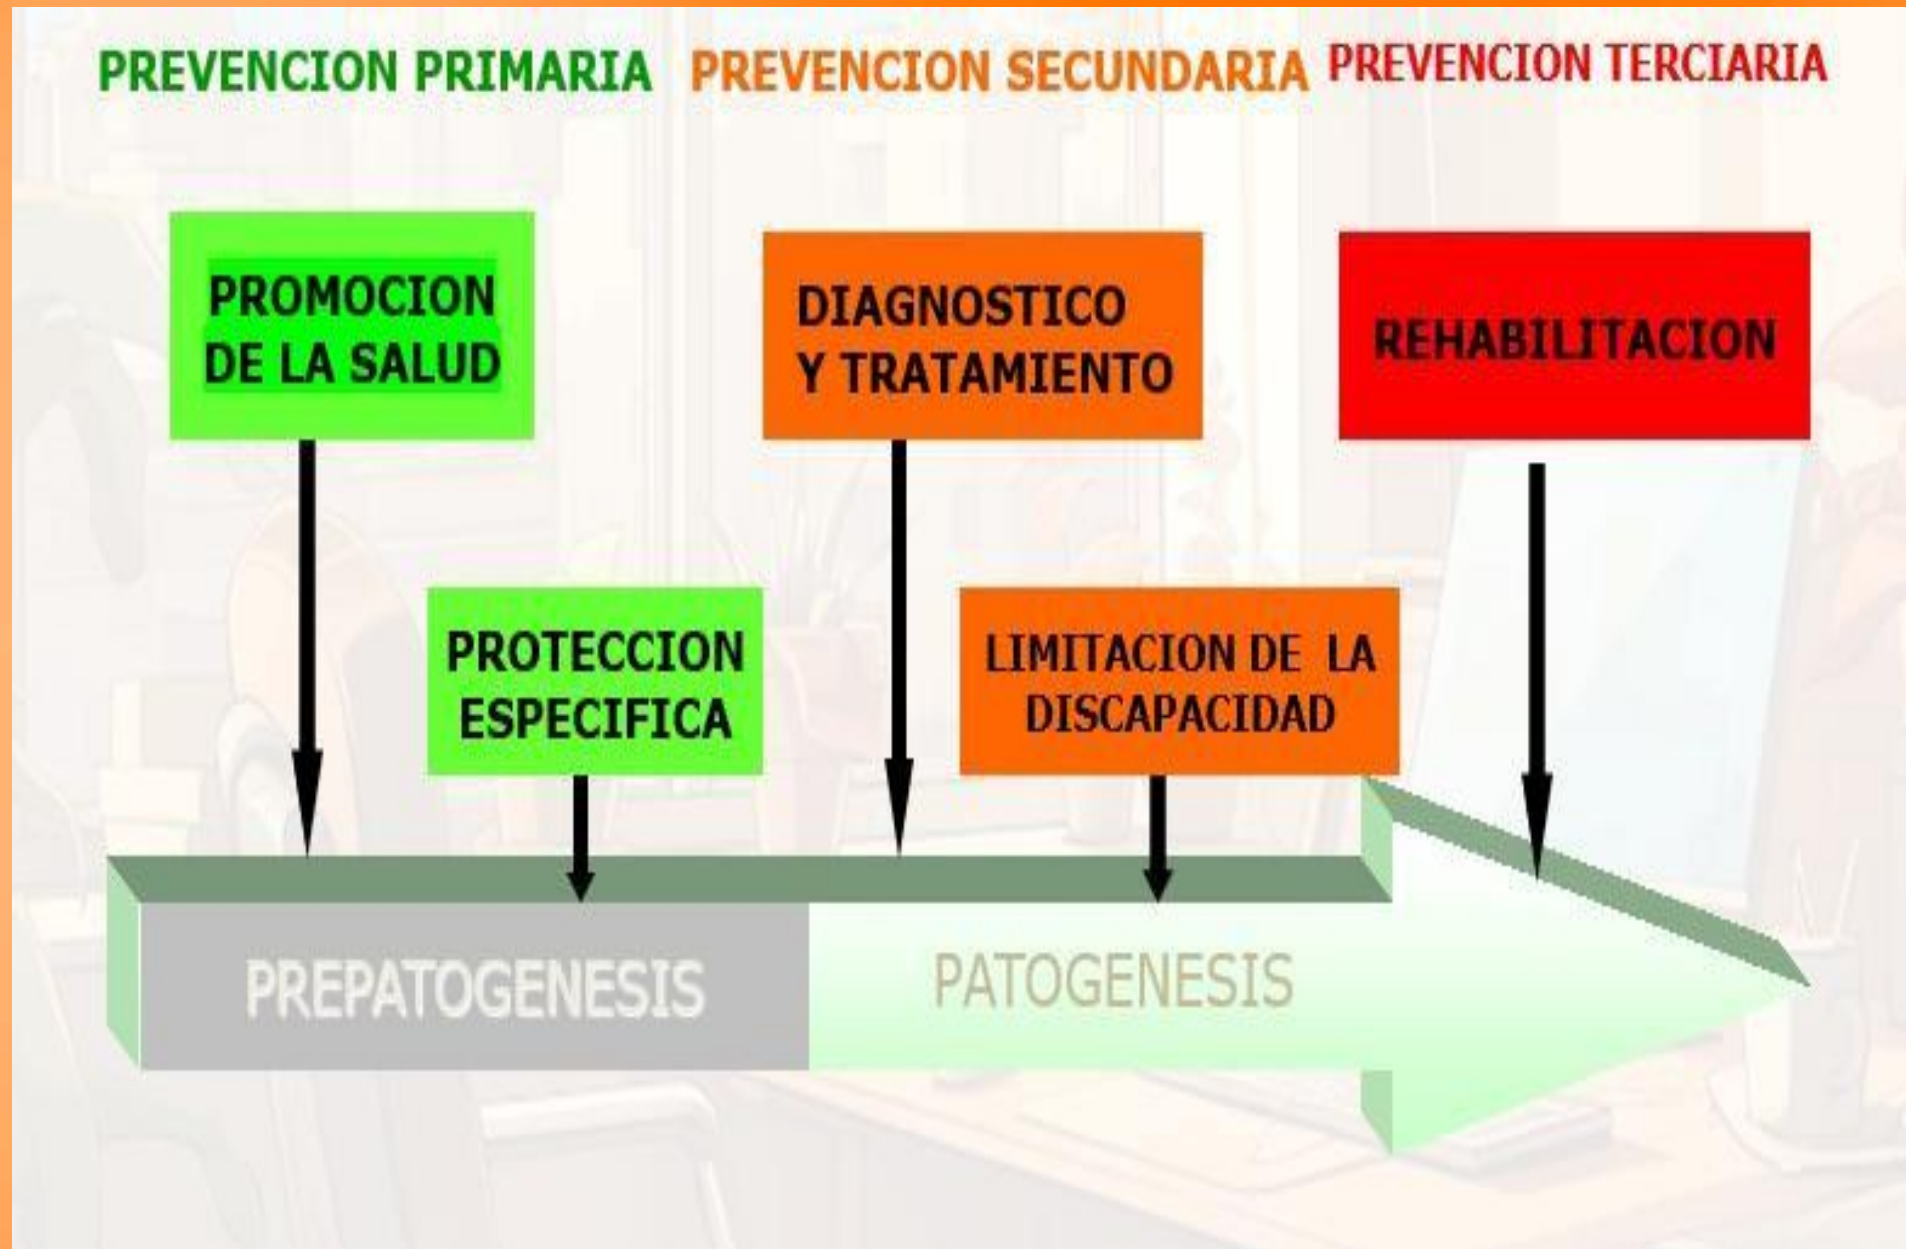 PREVENCION PRIMARIA
PREVENCION SECUNDARIA
PREVENCION TERCIARIA
PROMOCION
DE LA SALUD
DIAGNOSTICO
Y TRATAMIENTO
REHABILITACION
PROTECCION
ESPECIFICA
LIMITACION DE LA
DISCAPACIDAD
PREPATOGENESIS
PATOGENESIS